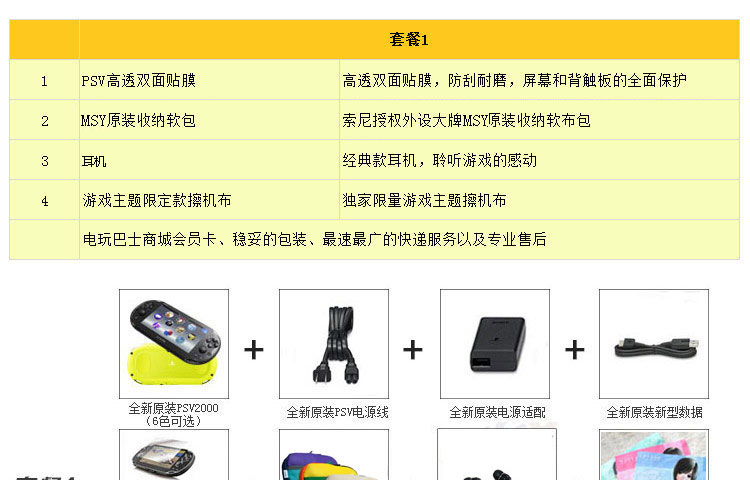 套餐1
1 PSV高透双面贴膜 高透双面贴膜，防刮耐磨，屏幕和背触板的全面保护
2 MSY原装收纳软包 索尼授权外设大牌MSY原装收纳软布包
3 耳机 经典款耳机，聆听游戏的感动
4 游戏主题限定款擦机布 独家限量游戏主题擦机布
电玩巴士商城会员卡、稳妥的包装、最速最广的快递服务以及专业售后
+ + +
全新原装PSV2000 全新原装PSV电源线 全新原装电源适配 全新原装新型数据
（6色可选）